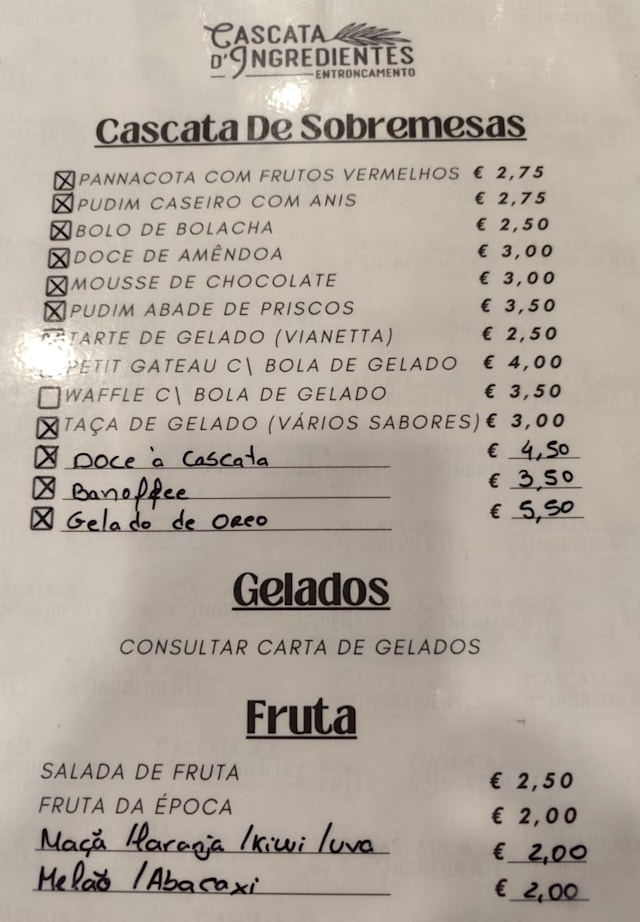 CASCATA
D'INGREDIENTES
ENTRONCAMENTO
Cascata De Sobremesas
PANNACOTA COM FRUTOS VERMELHOS € 2,75
PUDIM CASEIRO COM ANIS € 2,75
BOLO DE BOLACHA € 2,50
DOCE DE AMÊNDOA € 3,00
MOUSSE DE CHOCOLATE € 3,00
PUDIM ABADE DE PRISCOS € 3,50
TARTE DE GELADO (VIANETTA) € 2,50
PETIT GATEAU C\ BOLA DE GELADO € 4,00
WAFFLE C\ BOLA DE GELADO € 3,50
TAÇA DE GELADO (VÁRIOS SABORES) € 3,00
DOCE à Cascata € 4,50
Banoffee € 3,50
Gelado de OREO € 5,50
Gelados
CONSULTAR CARTA DE GELADOS
Fruta
SALADA DE FRUTA € 2,50
FRUTA DA ÉPOCA € 2,00
Maçã /laranja /kiwi /uva € 2,00
Melão /Abacaxi € 2,00